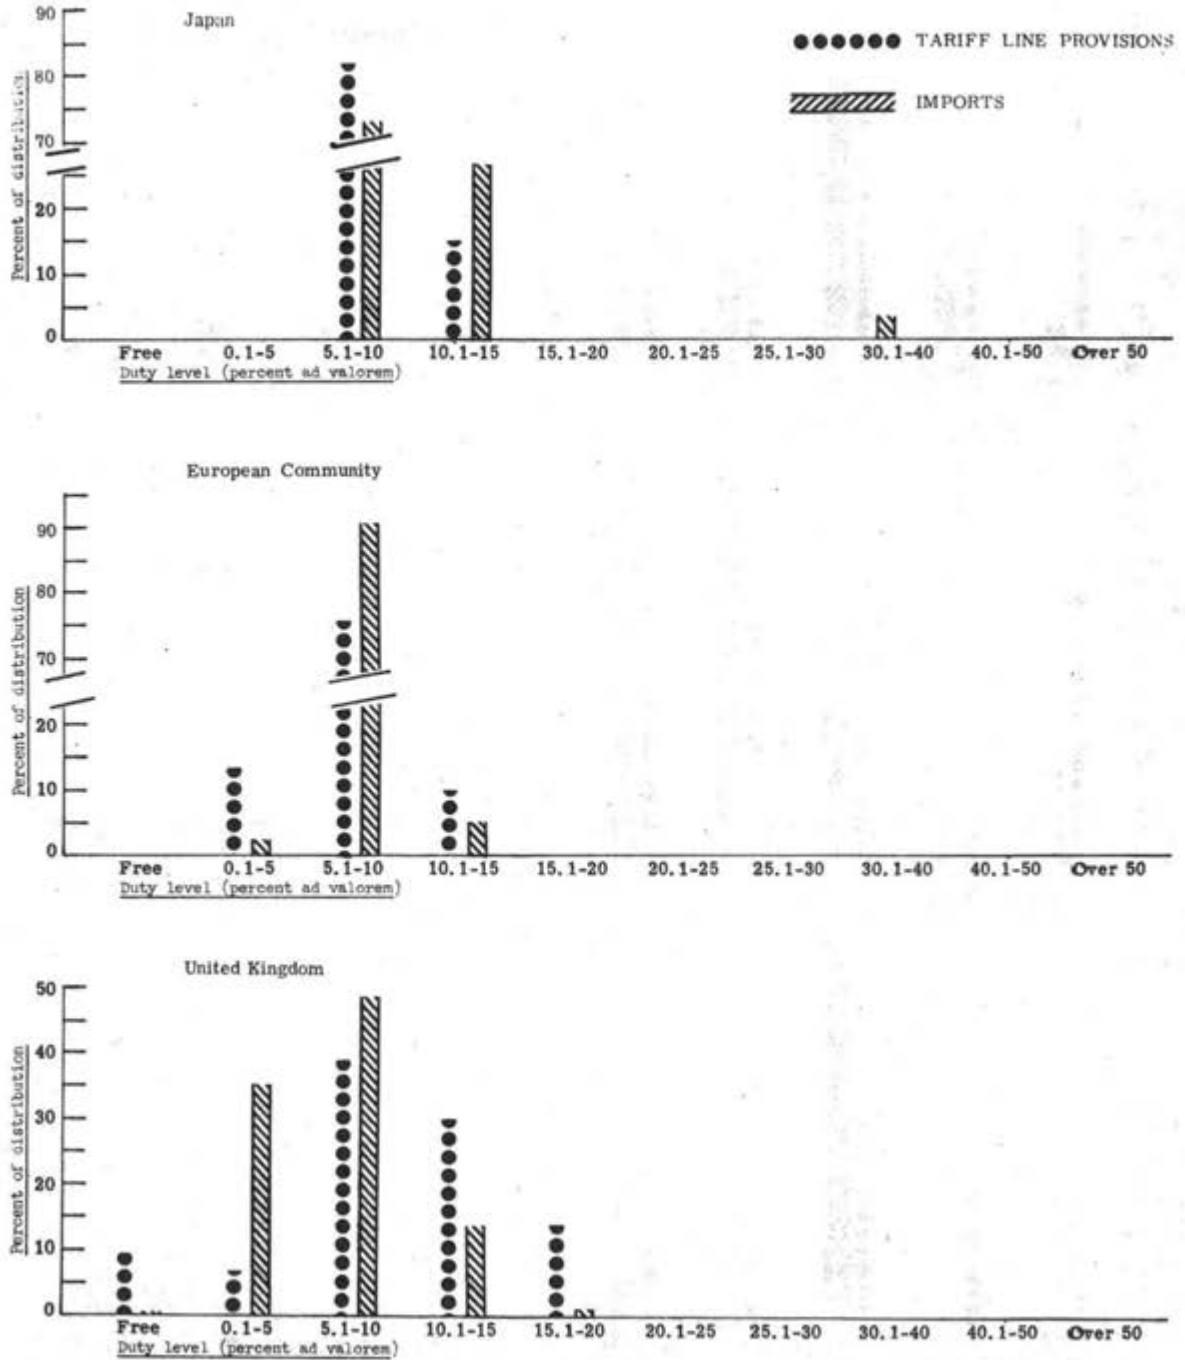 90
Japan
TARIFF LINE PROVISIONS
80
IMPORTS
70
Percent of distribution
20
10
0
Free 0.1-5 5.1-10 10.1-15 15.1-20 20.1-25 25.1-30 30.1-40 40.1-50 Over 50
Duty level (percent ad valorem)
European Community
90
80
70
Percent of distribution
20
10
0
Free 0.1-5 5.1-10 10.1-15 15.1-20 20.1-25 25.1-30 30.1-40 40.1-50 Over 50
Duty level (percent ad valorem)
United Kingdom
50
40
30
Percent of distribution
20
10
0
Free 0.1-5 5.1-10 10.1-15 15.1-20 20.1-25 25.1-30 30.1-40 40.1-50 Over 50
Duty level (percent ad valorem)